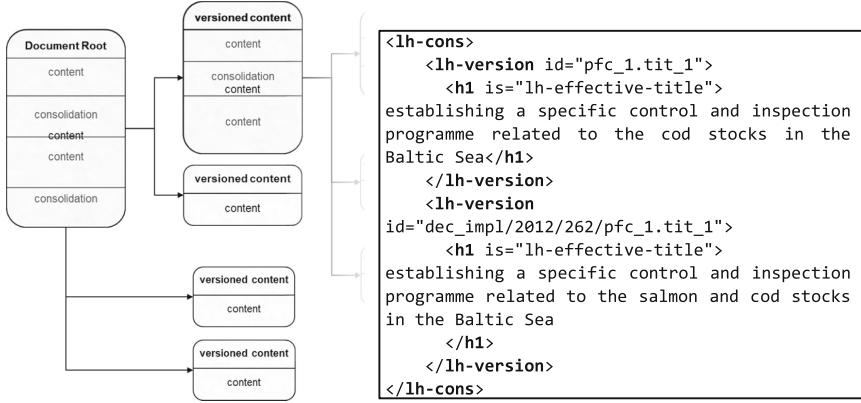 Document Root
content
consolidation
content
content
consolidation
versioned content
content
consolidation
content
content
versioned content
content
versioned content
content
versioned content
content
<lh-cons>
<lh-version id="pfc_1.tit_1">
<h1 is="lh-effective-title">
establishing a specific control and inspection
programme related to the cod stocks in the
Baltic Sea</h1>
</lh-version>
<lh-version
id="dec_impl/2012/262/pfc_1.tit_1">
<h1 is="lh-effective-title">
establishing a specific control and inspection
programme related to the salmon and cod stocks
in the Baltic Sea
</h1>
</lh-version>
</lh-cons>